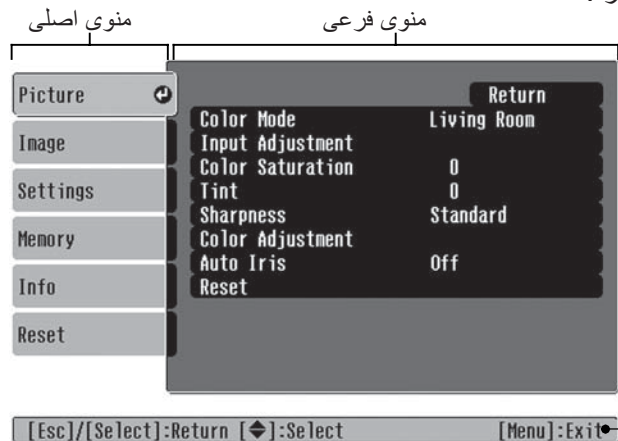 منوی اصلی
منوی فرعی
Picture
Image
Settings
Memory
Info
Reset
Return
Color Mode Living Room
Input Adjustment
Color Saturation 0
Tint 0
Sharpness Standard
Color Adjustment
Auto Iris Off
Reset
[Esc]/[Select]:Return [◆]:Select [Menu]:Exit